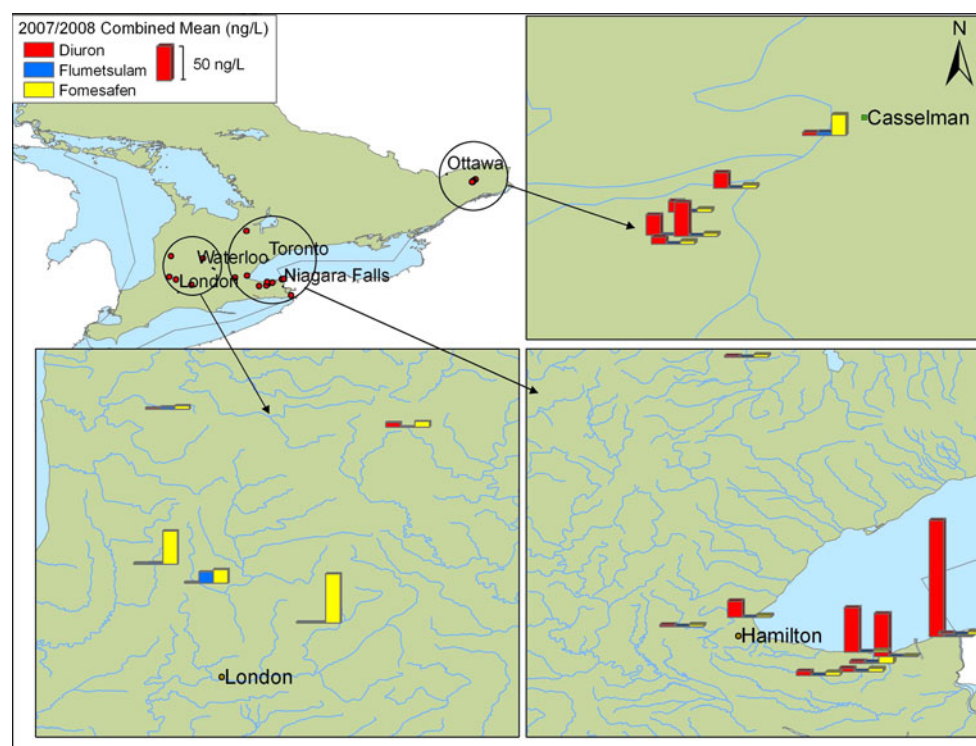 2007/2008 Combined Mean (ng/L)
Diuron
Flumetsulam
50 ng/L
Fomesafen
N
Casselman
Ottawa
Toronto
Waterloo
Niagara Falls
London
Hamilton
London